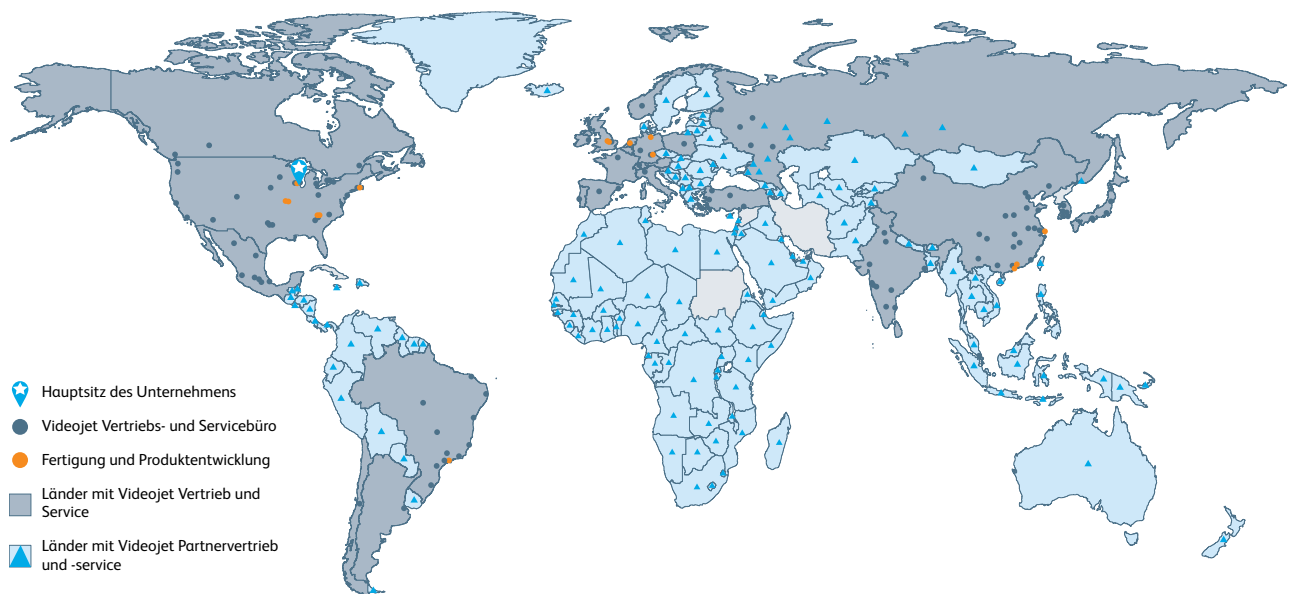 Hauptsitz des Unternehmens
Videojet Vertriebs- und Servicebüro
Fertigung und Produktentwicklung
Länder mit Videojet Vertrieb und
Service
Länder mit Videojet Partnervertrieb
und -service